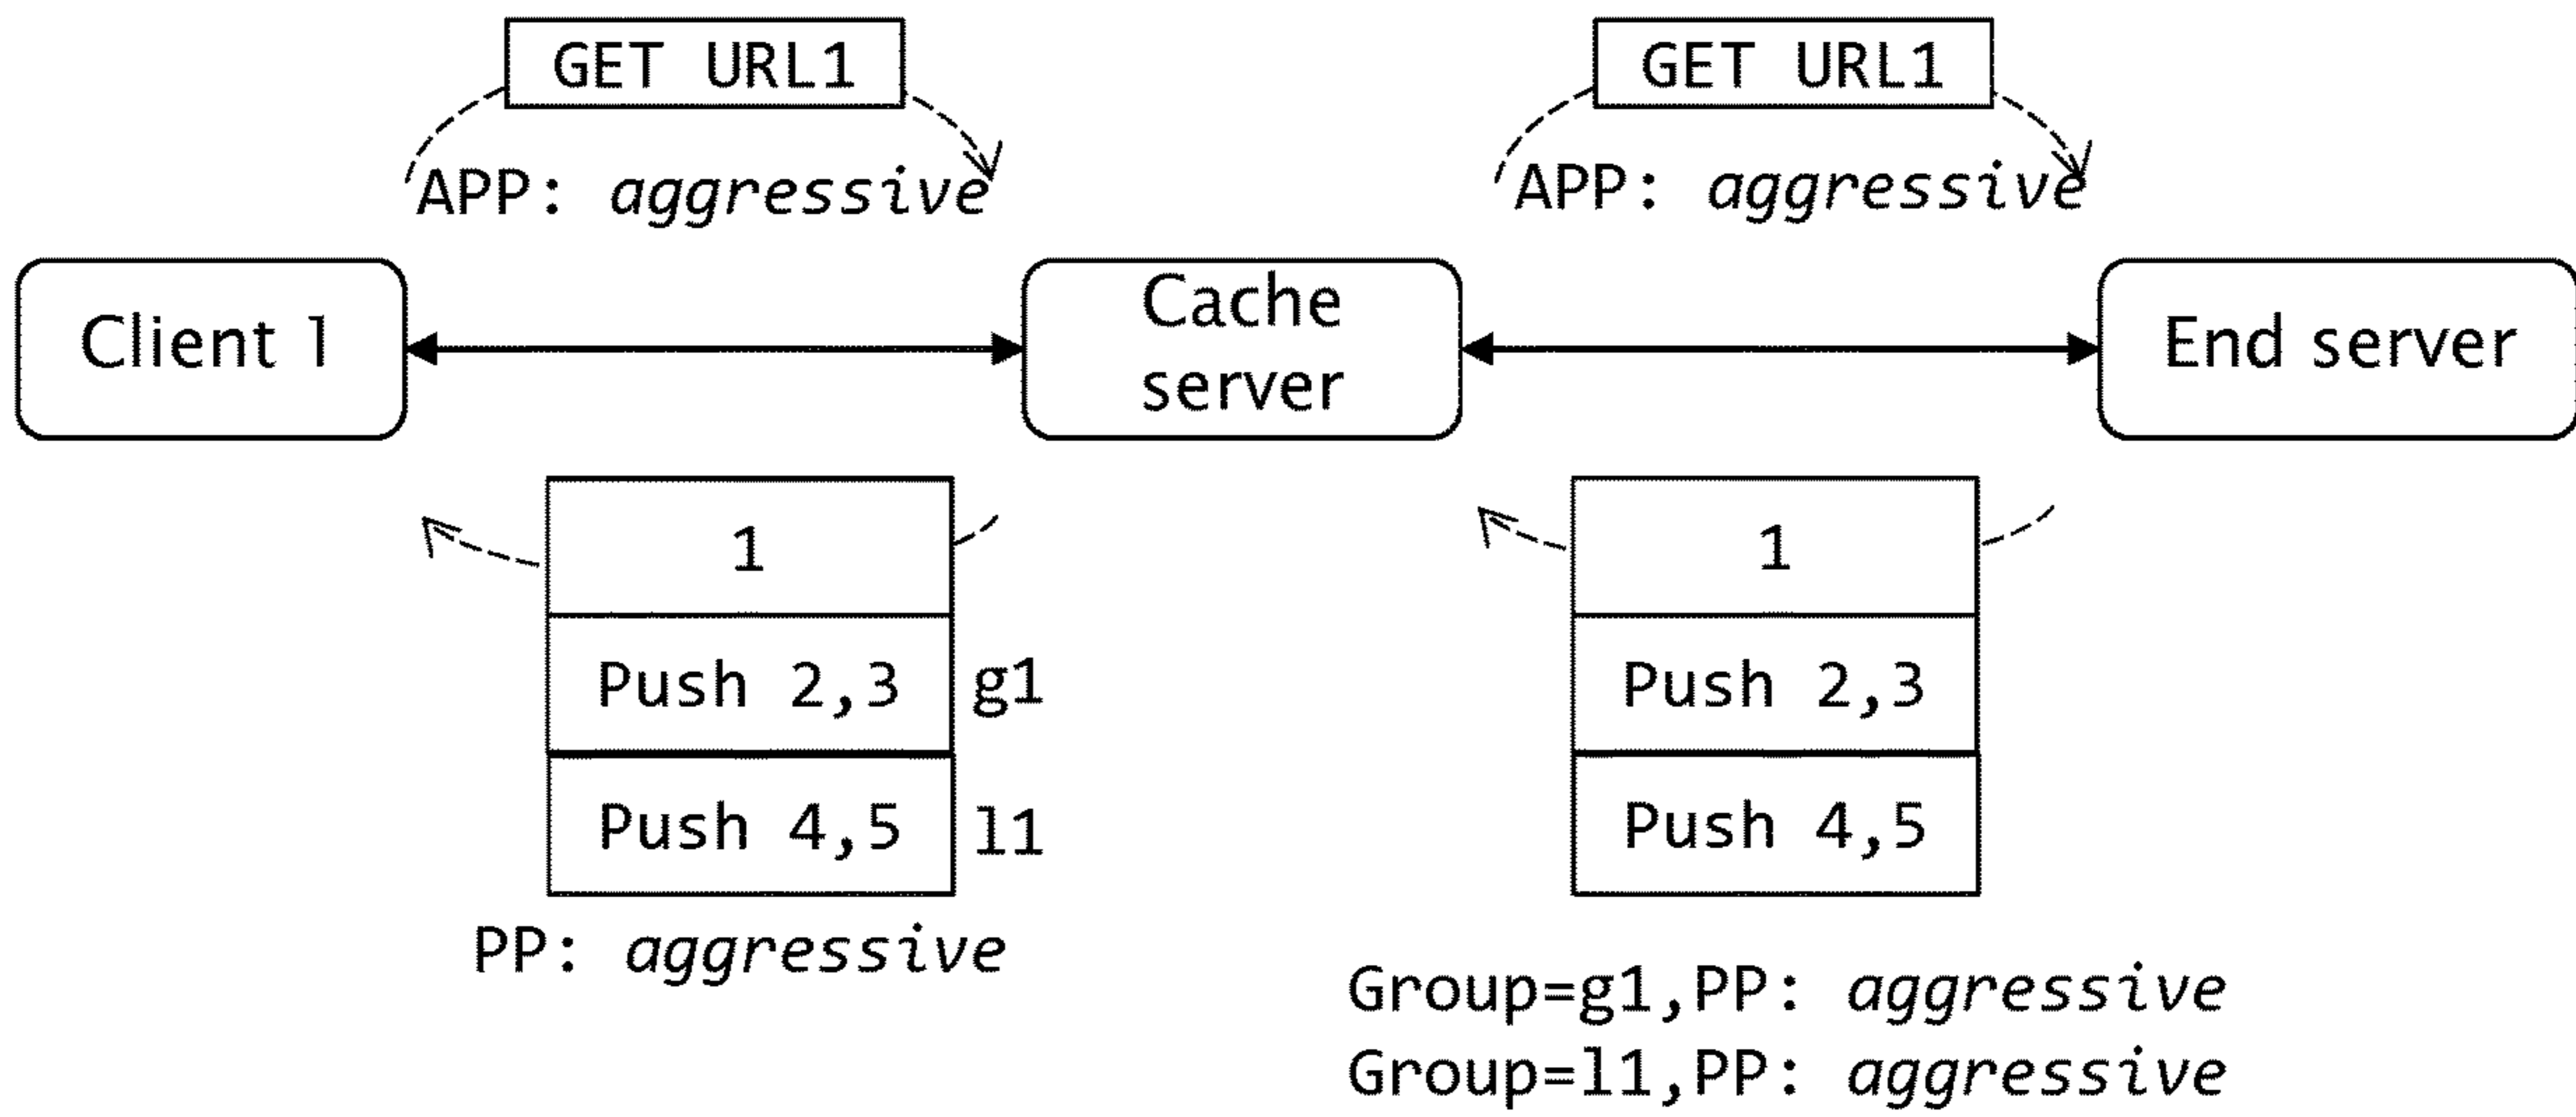 GET URL1
GET URL1
APP: aggressive
APP: aggressive
Client 1
Cache
server
End server
1
Push 2,3
g1
Push 4,5
l1
PP: aggressive
1
Push 2,3
Push 4,5
Group=g1,PP: aggressive
Group=l1,PP: aggressive